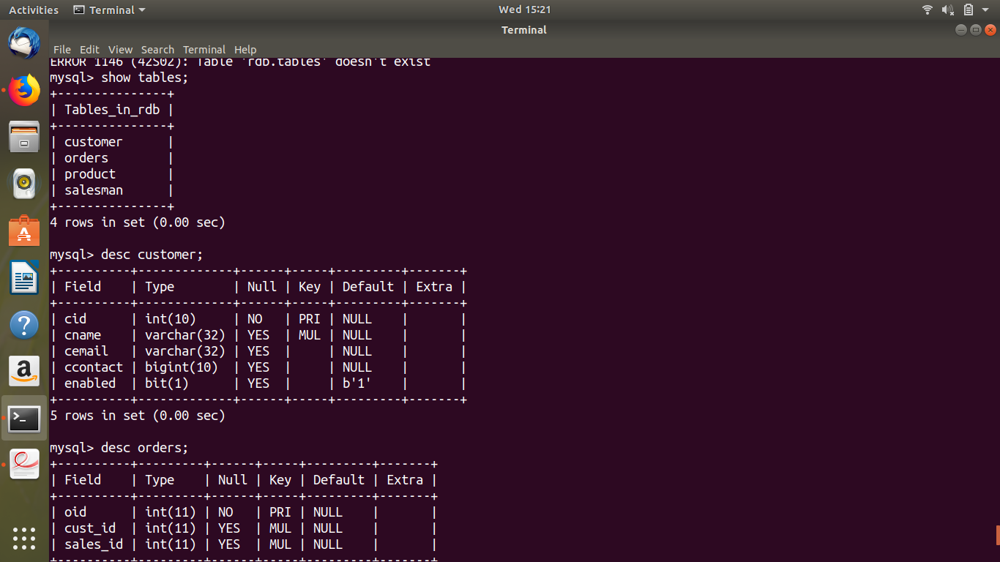 Activities Terminal Wed 15:21
Terminal
File Edit View Search Terminal Help
ERROR 1146 (42S02): Table 'rdb.tables' doesn't exist
mysql> show tables;
+---------------+
| Tables_in_rdb |
+---------------+
| customer      |
| orders        |
| product       |
| salesman      |
+---------------+
4 rows in set (0.00 sec)
mysql> desc customer;
+----------+-------------+------+-----+---------+-------+
| Field    | Type        | Null | Key | Default | Extra |
+----------+-------------+------+-----+---------+-------+
| cid      | int(10)     | NO   | PRI | NULL    |       |
| cname    | varchar(32) | YES  | MUL | NULL    |       |
| cemail   | varchar(32) | YES  |     | NULL    |       |
| ccontact | bigint(10)  | YES  |     | NULL    |       |
| enabled  | bit(1)      | YES  |     | b'1'    |       |
+----------+-------------+------+-----+---------+-------+
5 rows in set (0.00 sec)
mysql> desc orders;
+----------+---------+------+-----+---------+-------+
| Field    | Type    | Null | Key | Default | Extra |
+----------+---------+------+-----+---------+-------+
| oid      | int(11) | NO   | PRI | NULL    |       |
| cust_id  | int(11) | YES  | MUL | NULL    |       |
| sales_id | int(11) | YES  | MUL | NULL    |       |
+----------+---------+------+-----+---------+-------+